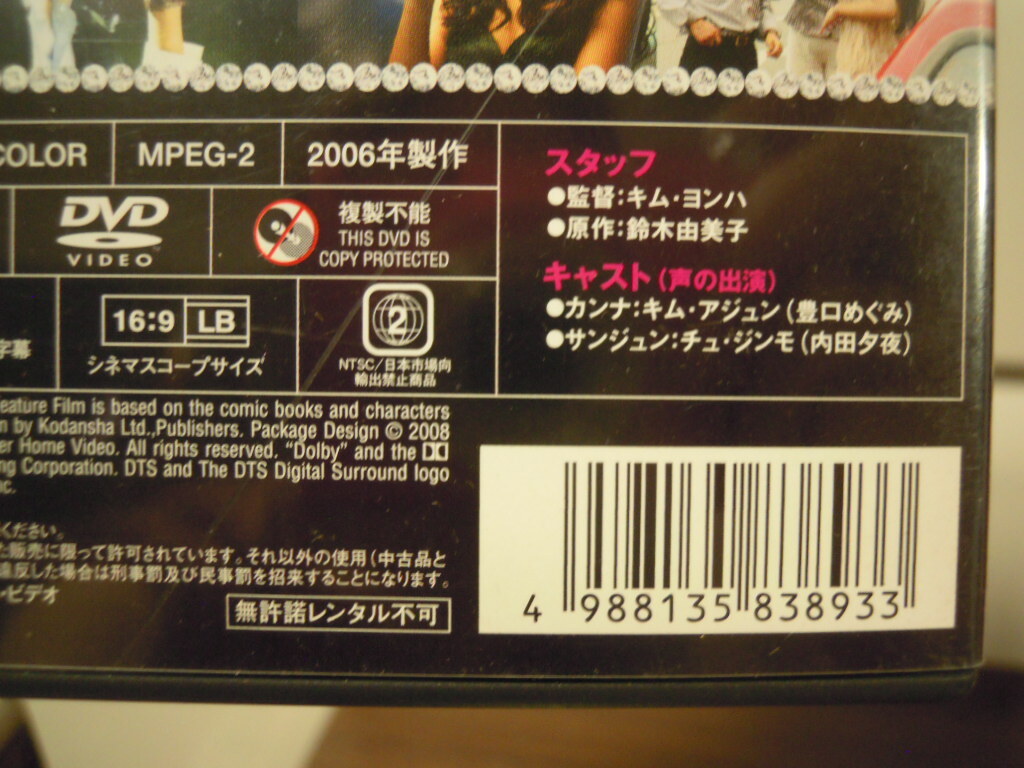 COLOR
MPEG-2
2006年製作
DVD
VIDEO
複製不能
THIS DVD IS
COPY PROTECTED
字幕
16:9 LB
シネマスコープサイズ
2
NTSC/日本市場向
輸出禁止商品
スタッフ
●監督:キム・ヨンハ
●原作:鈴木由美子
キャスト(声の出演)
●カンナ:キム・アジュン(豊口めぐみ)
●サンジュン:チュ・ジンモ(内田夕夜)
eature Film is based on the comic books and characters
n by Kodansha Ltd.,Publishers. Package Design © 2008
er Home Video. All rights reserved. "Dolby" and the
ng Corporation. DTS and The DTS Digital Surround logo
nc.
ください。
た販売に限って許可されています。それ以外の使用(中古品と
違反した場合は刑事罰及び民事罰を招来することになります。
・ビデオ
無許諾レンタル不可
4 988135 838933